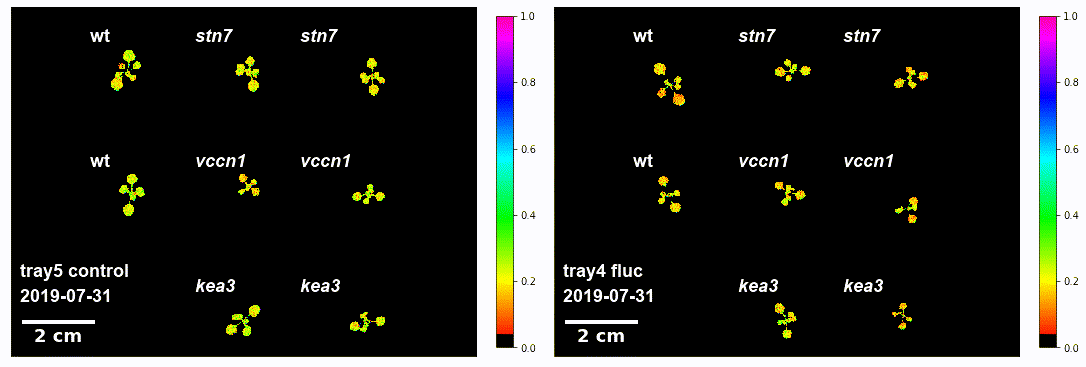 wt stn7 stn7
wt vccn1 vccn1
tray5 control
2019-07-31
kea3 kea3
2 cm
1.0
0.8
0.6
0.4
0.2
0.0
wt stn7 stn7
wt vccn1 vccn1
tray4 fluc
2019-07-31
kea3 kea3
2 cm
1.0
0.8
0.6
0.4
0.2
0.0